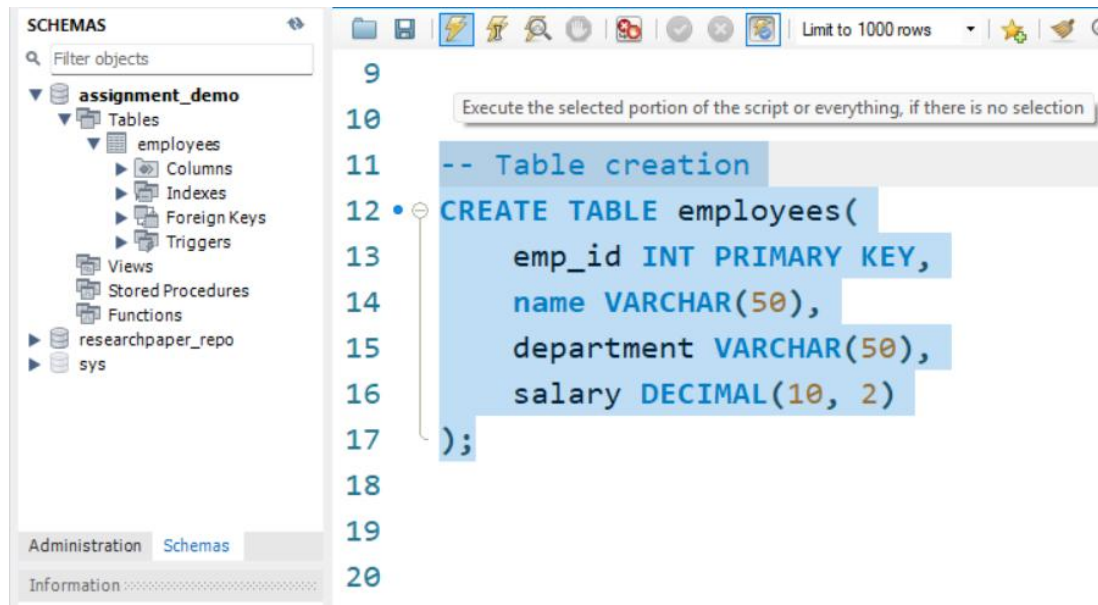 SCHEMAS
Filter objects
assignment_demo
Tables
employees
Columns
Indexes
Foreign Keys
Triggers
Views
Stored Procedures
Functions
researchpaper_repo
sys
Administration Schemas
Information
Limit to 1000 rows
9
Execute the selected portion of the script or everything, if there is no selection
10
11 -- Table creation
12 CREATE TABLE employees(
13 emp_id INT PRIMARY KEY,
14 name VARCHAR(50),
15 department VARCHAR(50),
16 salary DECIMAL(10, 2)
17 );
18
19
20